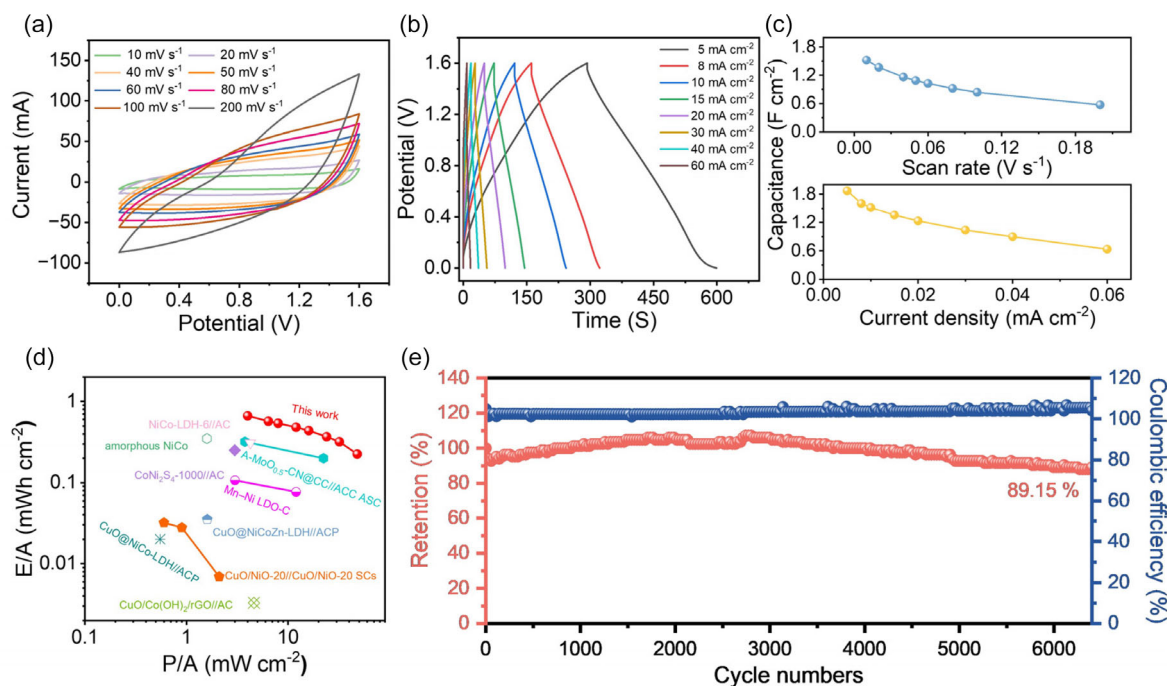 (a)
10 mV s⁻¹ 20 mV s⁻¹
40 mV s⁻¹ 50 mV s⁻¹
60 mV s⁻¹ 80 mV s⁻¹
100 mV s⁻¹ 200 mV s⁻¹
Current (mA)
150
100
50
0
−50
−100
0.0 0.4 0.8 1.2 1.6
Potential (V)
(b)
5 mA cm⁻²
8 mA cm⁻²
10 mA cm⁻²
15 mA cm⁻²
20 mA cm⁻²
30 mA cm⁻²
40 mA cm⁻²
60 mA cm⁻²
Potential (V)
2.0
1.6
1.2
0.8
0.4
0.0
0 150 300 450 600
Time (S)
(c)
Capacitance (F cm⁻²)
1.8
1.2
0.6
0.0
0.00 0.06 0.12 0.18
Scan rate (V s⁻¹)
1.8
1.2
0.6
0.0
0.00 0.02 0.04 0.06
Current density (mA cm⁻²)
(d)
E/A (mWh cm⁻²)
1
0.1
0.01
This work
NiCo-LDH-6//AC
amorphous NiCo
A-MoO₀.₅-CN@CC//ACC ASC
CoNi₂S₄-1000//AC
Mn–Ni LDO-C
CuO@NiCoZn-LDH//ACP
CuO@NiCo-LDH//ACP
CuO/NiO-20//CuO/NiO-20 SCs
CuO/Co(OH)₂/rGO//AC
0.1 1 10
P/A (mW cm⁻²)
(e)
Retention (%)
140
120
100
80
60
40
20
0
89.15 %
120
100
80
60
40
20
0
Coulombic efficiency (%)
0 1000 2000 3000 4000 5000 6000
Cycle numbers